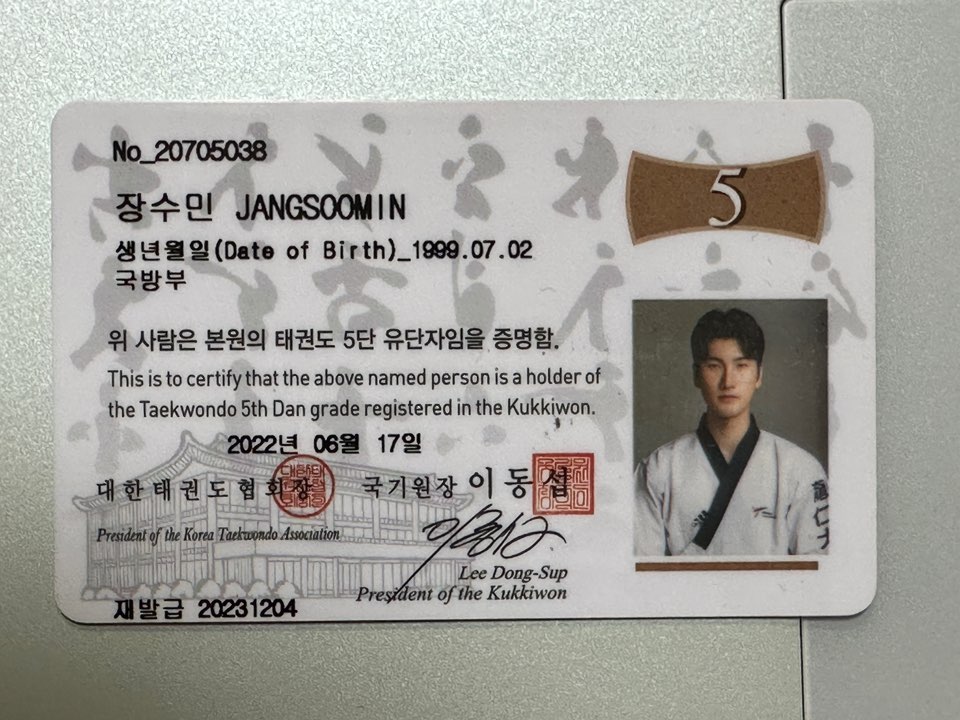 No_20705038
5
장수민 JANGSOOMIN
생년월일(Date of Birth)_1999.07.02
국방부
위 사람은 본원의 태권도 5단 유단자임을 증명함.
This is to certify that the above named person is a holder of
the Taekwondo 5th Dan grade registered in the Kukkiwon.
2022년 06월 17일
대한태권도협회장 국기원장 이동섭
President of the Korea Taekwondo Association
Lee Dong-Sup
President of the Kukkiwon
재발급 20231204